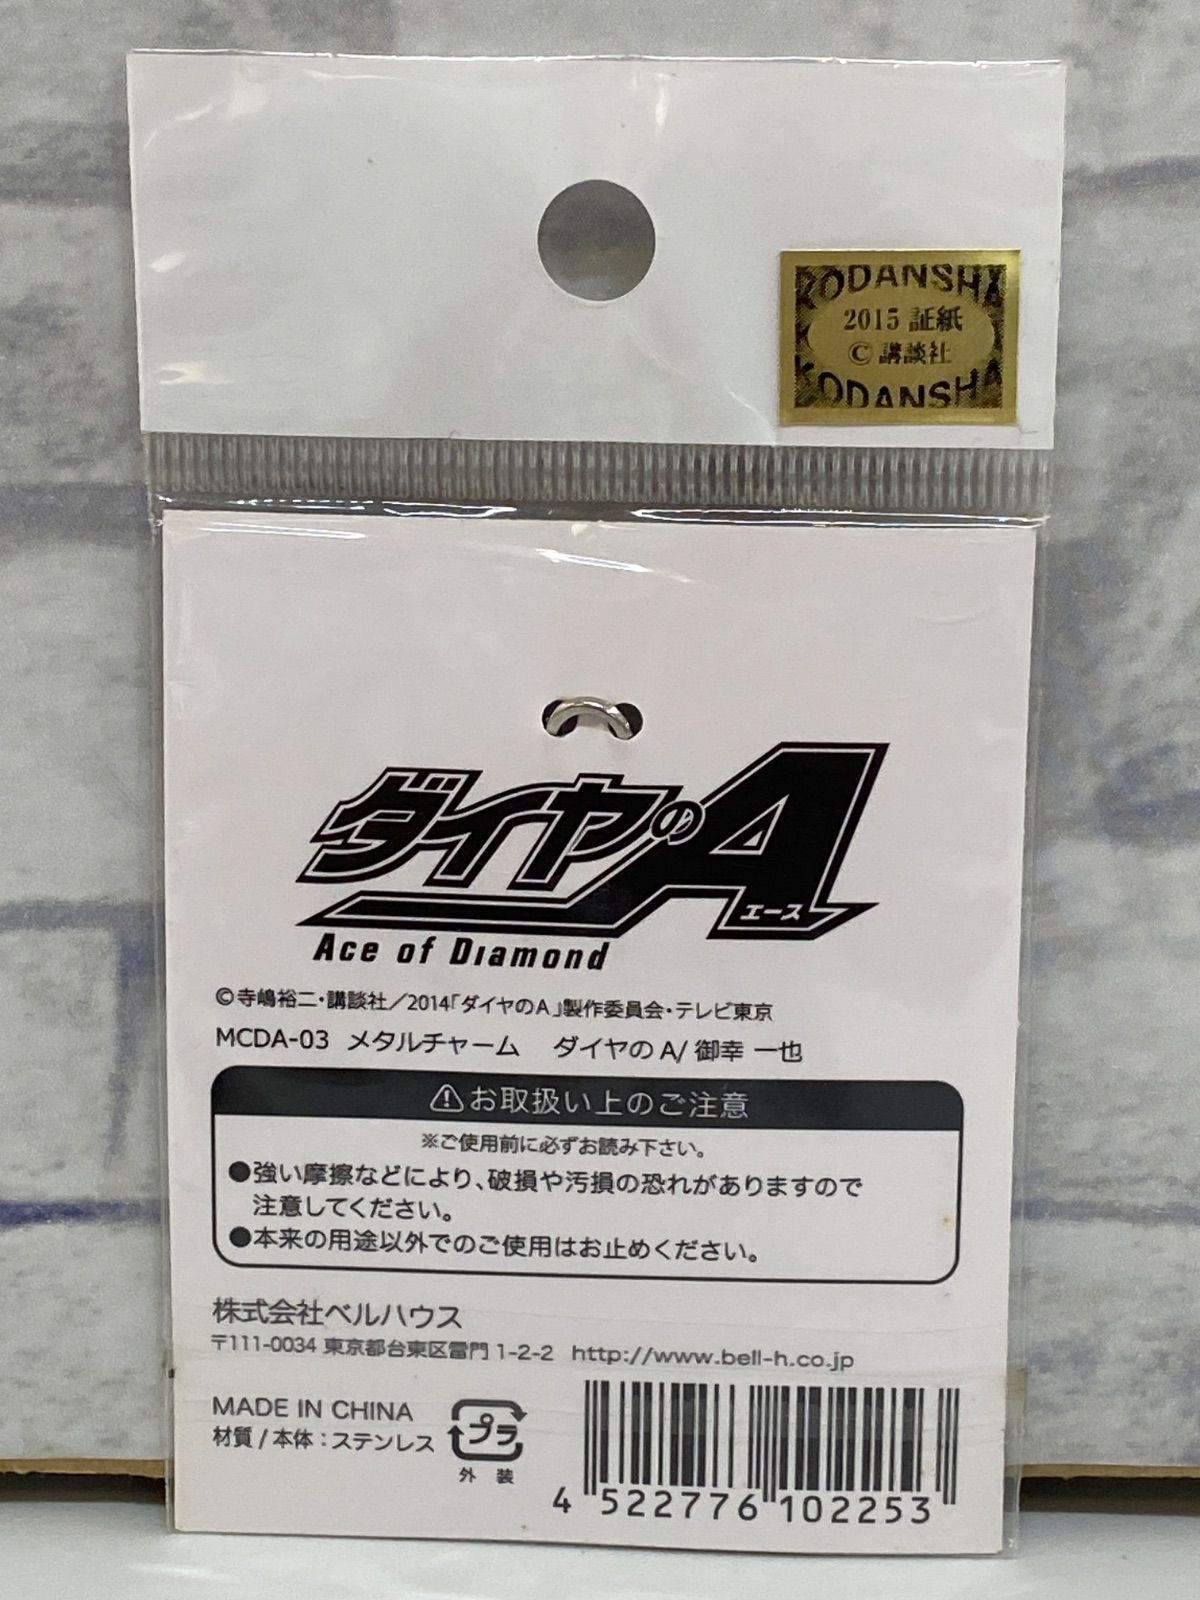 KODANSHA
2015 証紙
© 講談社
KODANSHA
ダイヤのA
エース
Ace of Diamond
©寺嶋裕二・講談社／2014「ダイヤのA」製作委員会・テレビ東京
MCDA-03 メタルチャーム ダイヤの A/ 御幸 一也
⚠お取扱い上のご注意
※ご使用前に必ずお読み下さい。
●強い摩擦などにより、破損や汚損の恐れがありますので
注意してください。
●本来の用途以外でのご使用はお止めください。
株式会社ベルハウス
〒111-0034 東京都台東区雷門 1-2-2 http://www.bell-h.co.jp
MADE IN CHINA
材質 / 本体：ステンレス
プラ
外 装
4 522776 102253